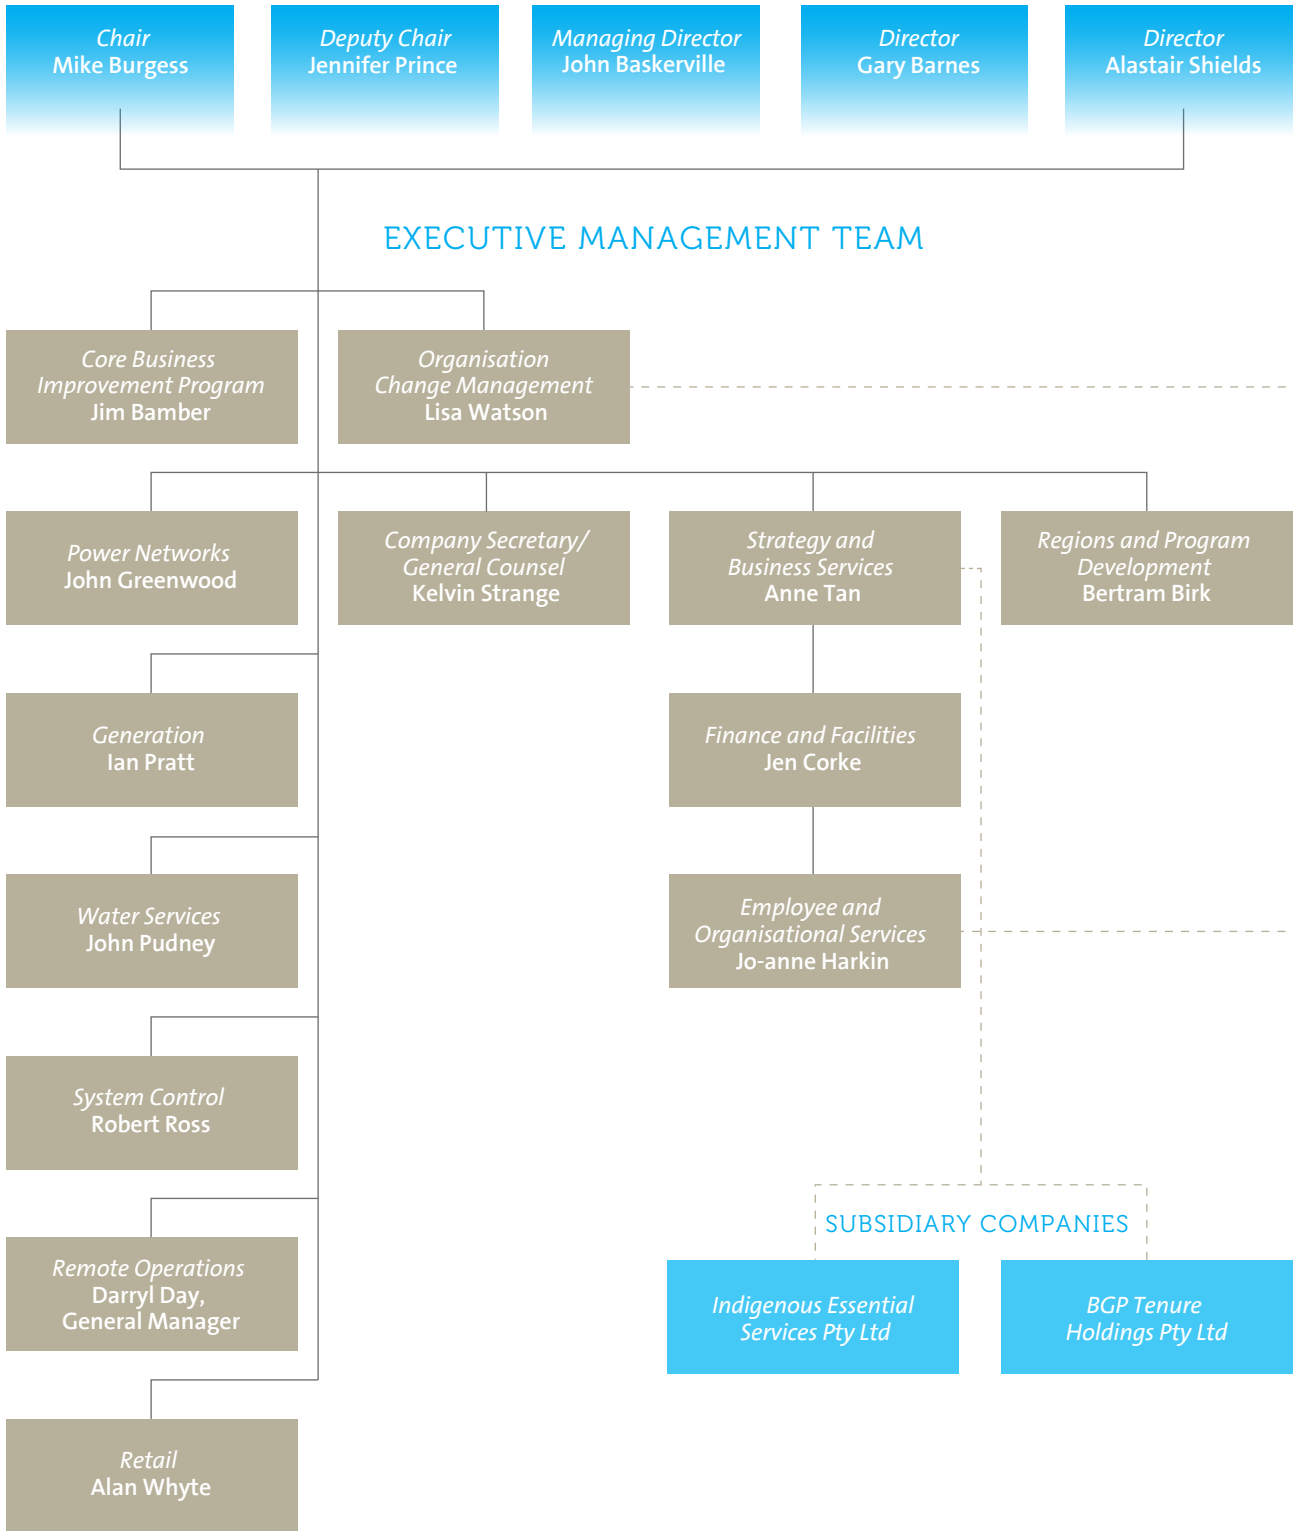 Chair
Mike Burgess
Deputy Chair
Jennifer Prince
Managing Director
John Baskerville
Director
Gary Barnes
Director
Alastair Shields
EXECUTIVE MANAGEMENT TEAM
Core Business
Improvement Program
Jim Bamber
Organisation
Change Management
Lisa Watson
Power Networks
John Greenwood
Company Secretary/
General Counsel
Kelvin Strange
Strategy and
Business Services
Anne Tan
Regions and Program
Development
Bertram Birk
Generation
Ian Pratt
Finance and Facilities
Jen Corke
Water Services
John Pudney
Employee and
Organisational Services
Jo-anne Harkin
System Control
Robert Ross
SUBSIDIARY COMPANIES
Remote Operations
Darryl Day,
General Manager
Indigenous Essential
Services Pty Ltd
BGP Tenure
Holdings Pty Ltd
Retail
Alan Whyte